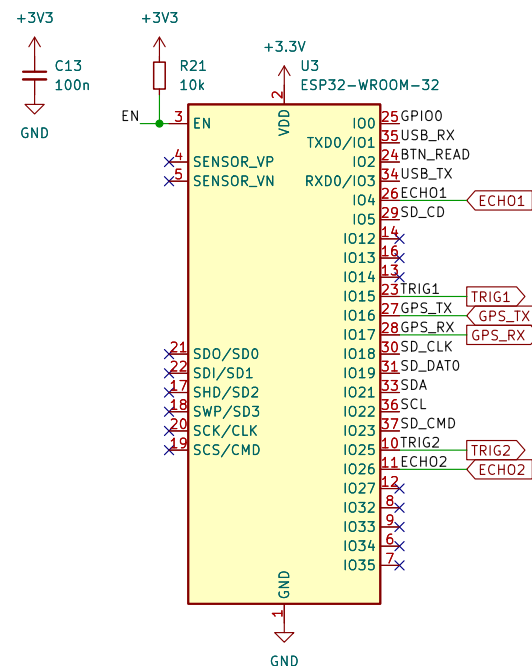 +3V3
+3V3
+3.3V
C13
100n
R21
10k
U3
ESP32-WROOM-32
GND
EN
2
VDD
3 EN
4 SENSOR_VP
5 SENSOR_VN
21 SDO/SD0
22 SDI/SD1
17 SHD/SD2
18 SWP/SD3
20 SCK/CLK
19 SCS/CMD
IO0 25 GPIO0
TXD0/IO1 35 USB_RX
IO2 24 BTN_READ
RXD0/IO3 34 USB_TX
IO4 26 ECHO1 ECHO1
IO5 29 SD_CD
IO12 14
IO13 16
IO14 13
IO15 23 TRIG1 TRIG1
IO16 27 GPS_TX GPS_TX
IO17 28 GPS_RX GPS_RX
IO18 30 SD_CLK
IO19 31 SD_DAT0
IO21 33 SDA
IO22 36 SCL
IO23 37 SD_CMD
IO25 10 TRIG2 TRIG2
IO26 11 ECHO2 ECHO2
IO27 12
IO32 8
IO33 9
IO34 6
IO35 7
GND
1
GND